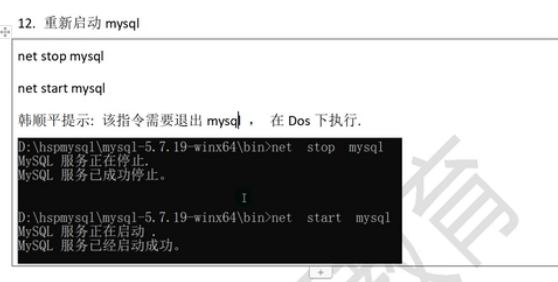 12. 重新启动 mysql
net stop mysql
net start mysql
韩顺平提示: 该指令需要退出 mysql ， 在 Dos 下执行.
D:\hspmysql\mysql-5.7.19-winx64\bin>net stop mysql
MySQL 服务正在停止.
MySQL 服务已成功停止。
D:\hspmysql\mysql-5.7.19-winx64\bin>net start mysql
MySQL 服务正在启动 .
MySQL 服务已经启动成功。
育